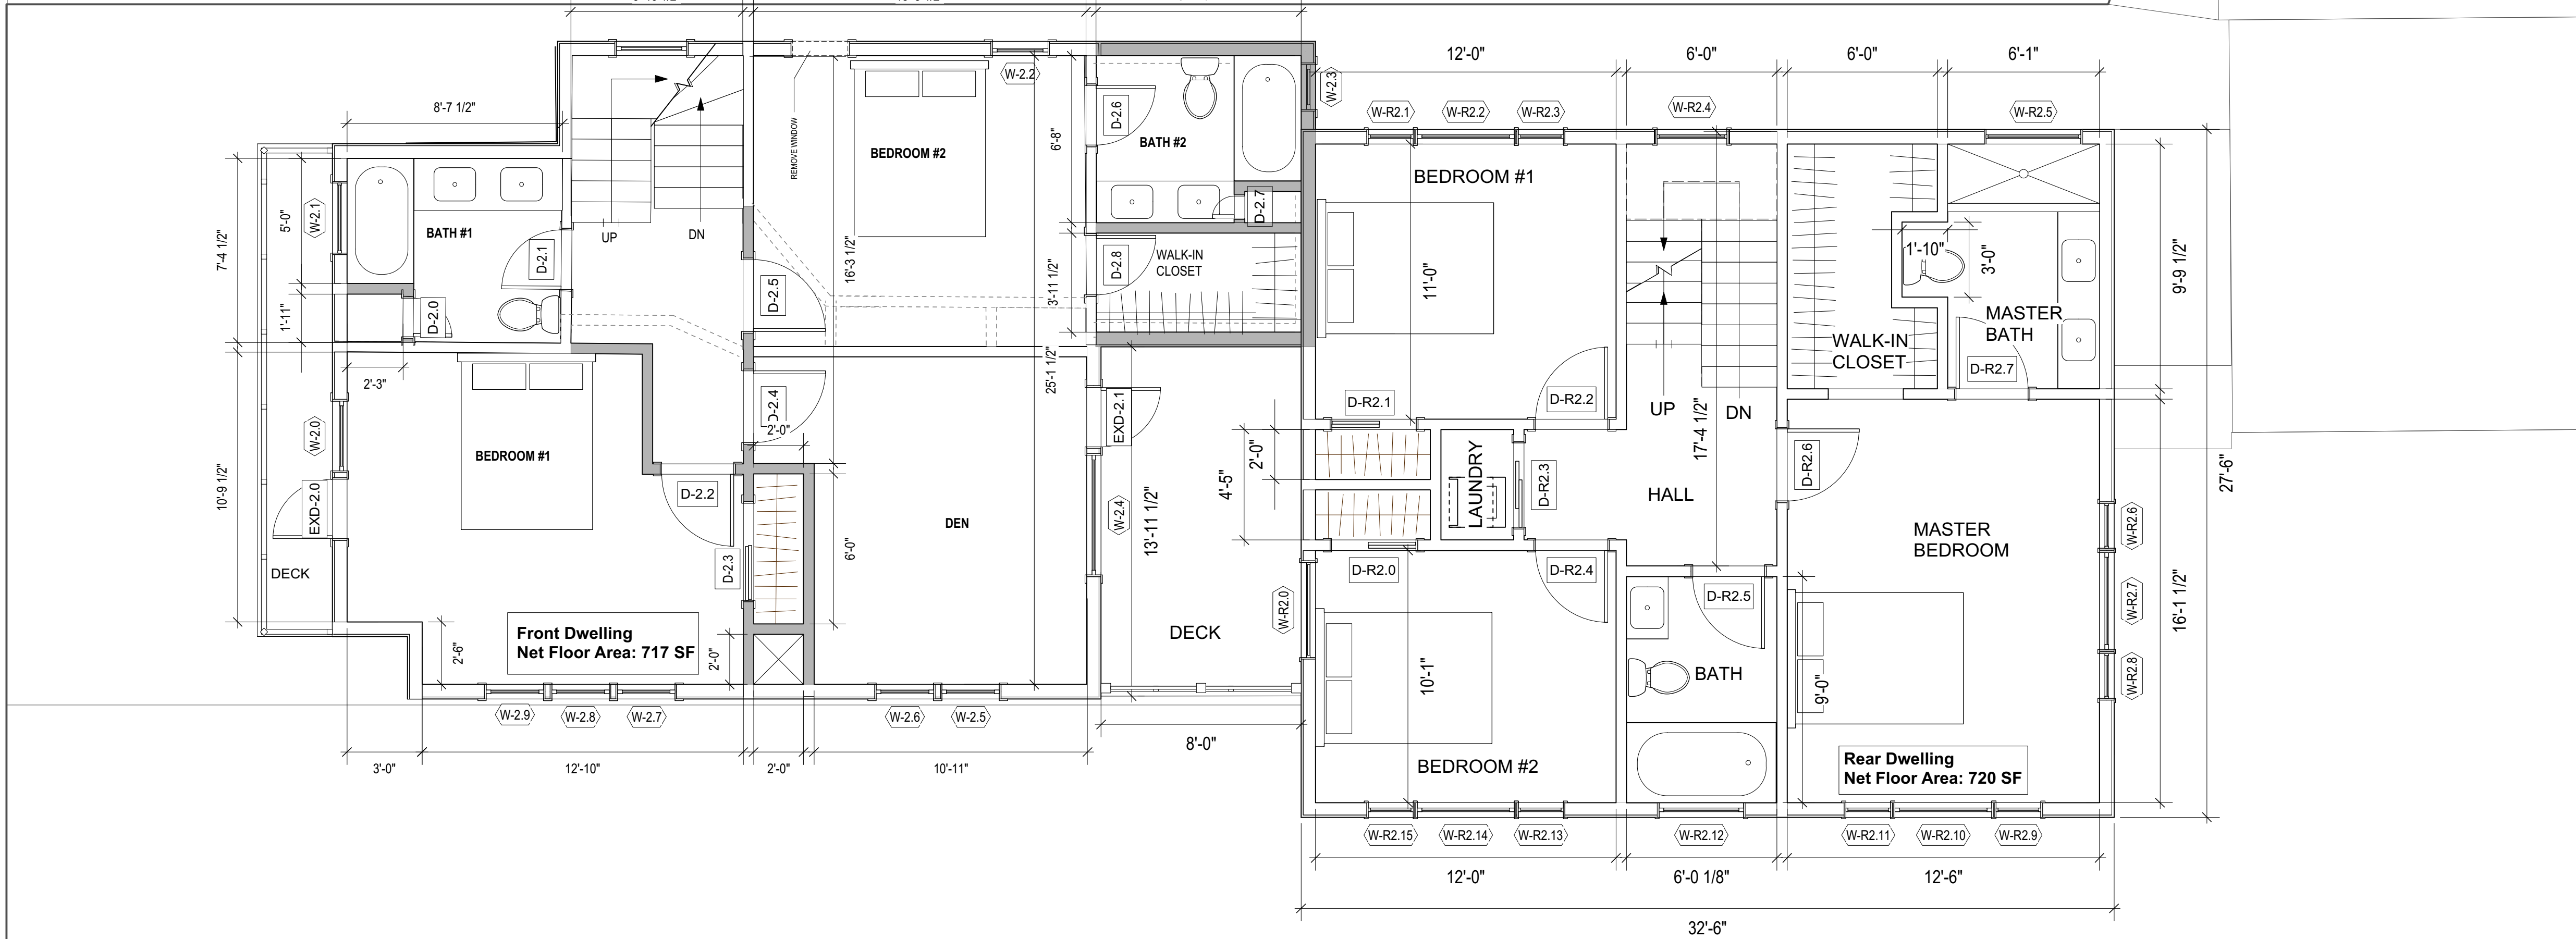 12'-0"
6'-0"
6'-0"
6'-1"
W-2.2
W-2.3
8'-7 1/2"
W-R2.1
W-R2.2
W-R2.3
W-R2.4
W-R2.5
REMOVE WINDOW
BEDROOM #2
6'-8"
D-2.6
BATH #2
BEDROOM #1
5'-0"
W-2.1
7'-4 1/2"
BATH #1
D-2.1
UP
DN
D-2.7
16'-3 1/2"
D-2.8
WALK-IN
CLOSET
3'-11 1/2"
D-2.5
1'-11"
D-2.0
11'-0"
1'-10"
3'-0"
9'-9 1/2"
MASTER
BATH
WALK-IN
CLOSET
D-R2.7
2'-3"
25'-1 1/2"
D-2.4
2'-0"
EXD-2.1
D-R2.1
D-R2.2
UP
DN
17'-4 1/2"
W-2.0
10'-9 1/2"
BEDROOM #1
EXD-2.0
D-2.2
D-2.3
DEN
6'-0"
W-2.4
13'-11 1/2"
4'-5"
2'-0"
LAUNDRY
D-R2.3
HALL
D-R2.6
MASTER
BEDROOM
W-R2.6
27'-6"
DECK
D-R2.0
D-R2.4
D-R2.5
W-R2.0
W-R2.7
16'-1 1/2"
Front Dwelling
Net Floor Area: 717 SF
2'-6"
2'-0"
DECK
10'-1"
BATH
9'-0"
W-R2.8
W-2.9
W-2.8
W-2.7
W-2.6
W-2.5
8'-0"
BEDROOM #2
Rear Dwelling
Net Floor Area: 720 SF
3'-0"
12'-10"
2'-0"
10'-11"
W-R2.15
W-R2.14
W-R2.13
W-R2.12
W-R2.11
W-R2.10
W-R2.9
12'-0"
6'-0 1/8"
12'-6"
32'-6"